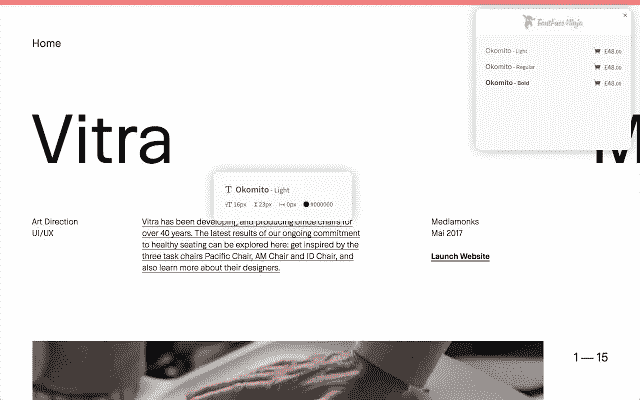 FontFace Ninja
×
Home
Okomito - Light £48.00
Okomito - Regular £48.00
Okomito - Bold £48.00
Vitra
M
T Okomito - Light
16px 23px 0px #000000
Art Direction
UI/UX
Vitra has been developing and producing office chairs for
over 40 years. The latest results of our ongoing commitment
to healthy seating can be explored here: get inspired by the
three task chairs Pacific Chair, AM Chair and ID Chair, and
also learn more about their designers.
Mediamonks
Mai 2017
Launch Website
1 — 15